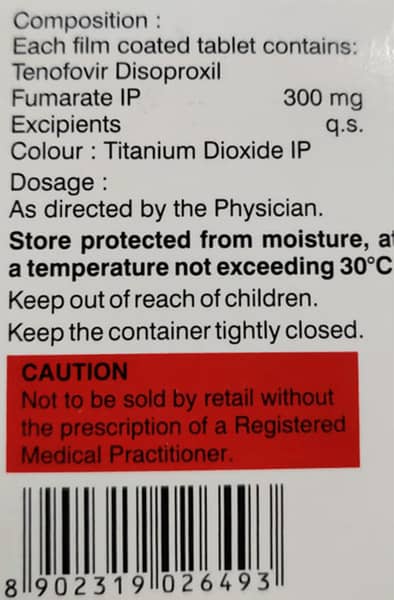 Composition :
Each film coated tablet contains:
Tenofovir Disoproxil
Fumarate IP 300 mg
Excipients q.s.
Colour : Titanium Dioxide IP
Dosage :
As directed by the Physician.
Store protected from moisture, at
a temperature not exceeding 30°C
Keep out of reach of children.
Keep the container tightly closed.
CAUTION
Not to be sold by retail without
the prescription of a Registered
Medical Practitioner.
8 902319 026493